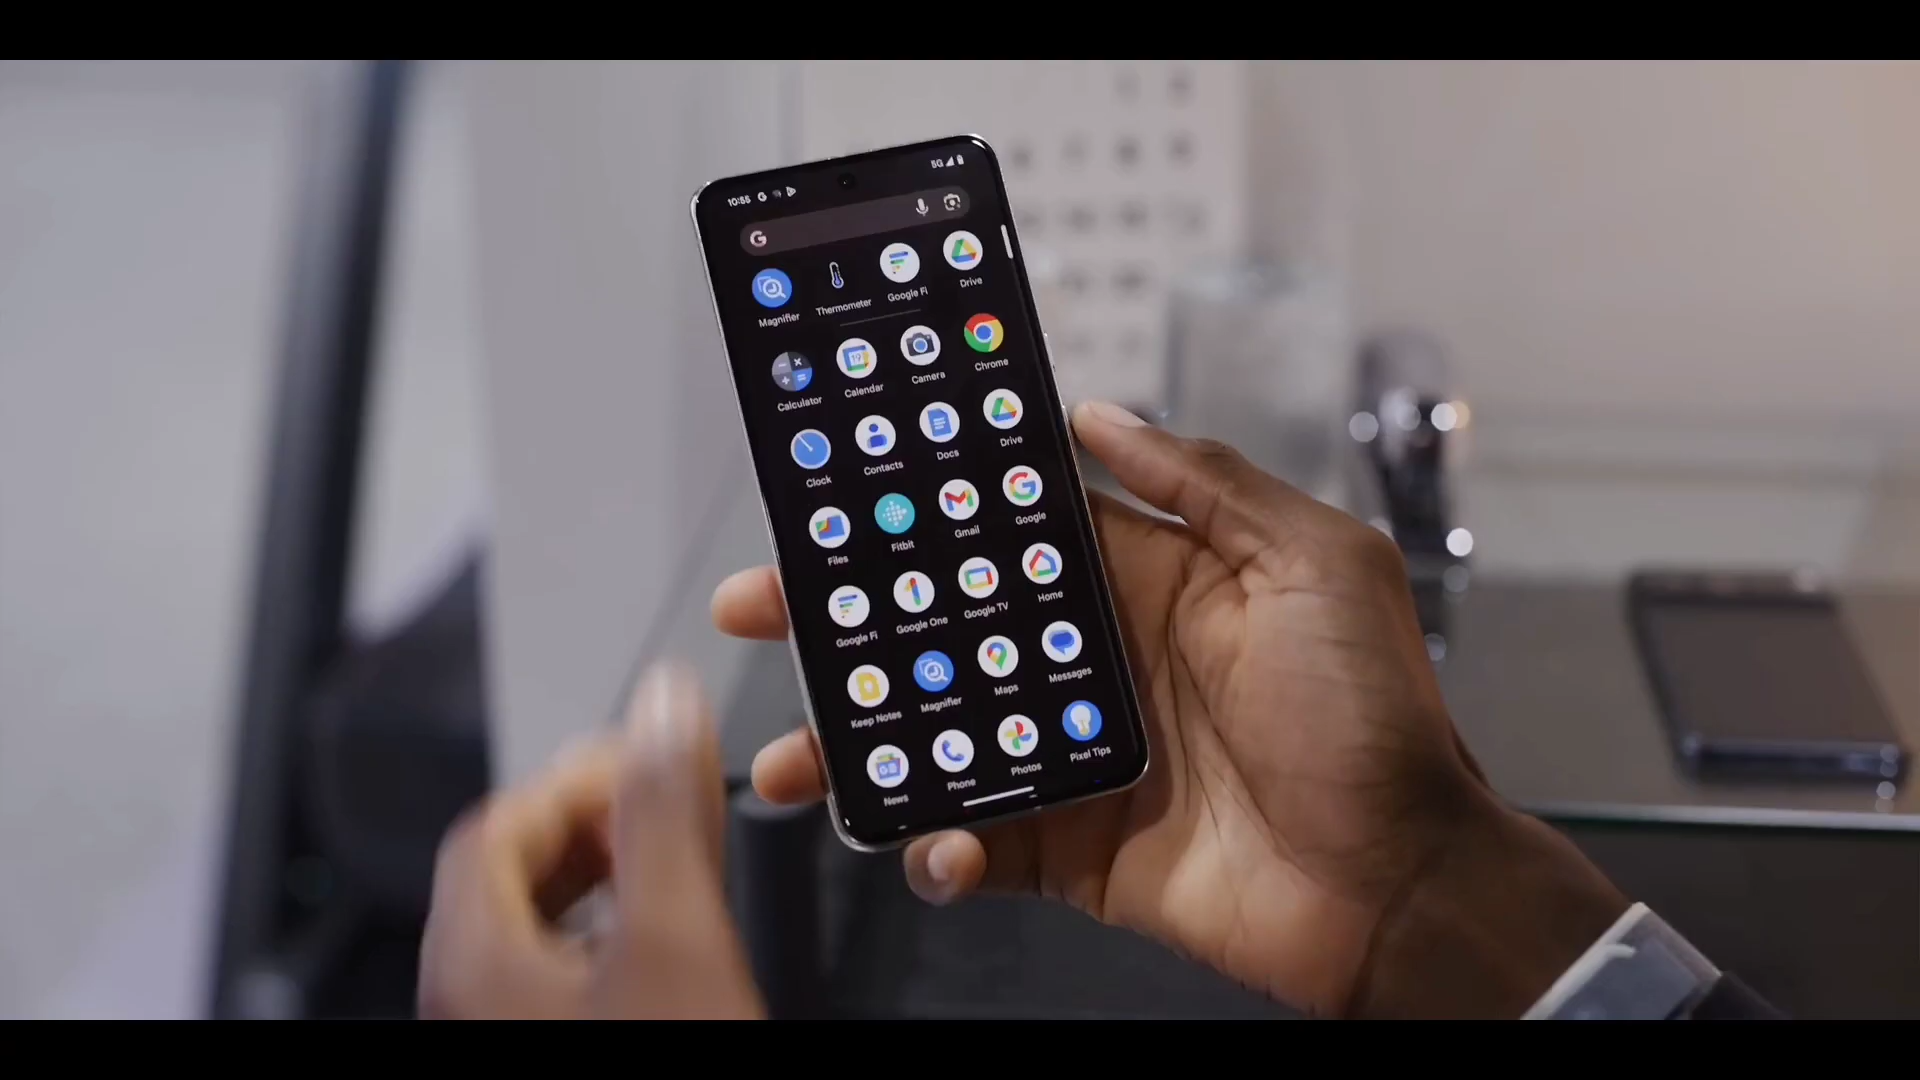 10:55
5G
G
Magnifier Thermometer Google Fi Drive
Calculator Calendar Camera Chrome
Clock Contacts Docs Drive
Files Fitbit Gmail Google
Google Fi Google One Google TV Home
Keep Notes Magnifier Maps Messages
News Phone Photos Pixel Tips